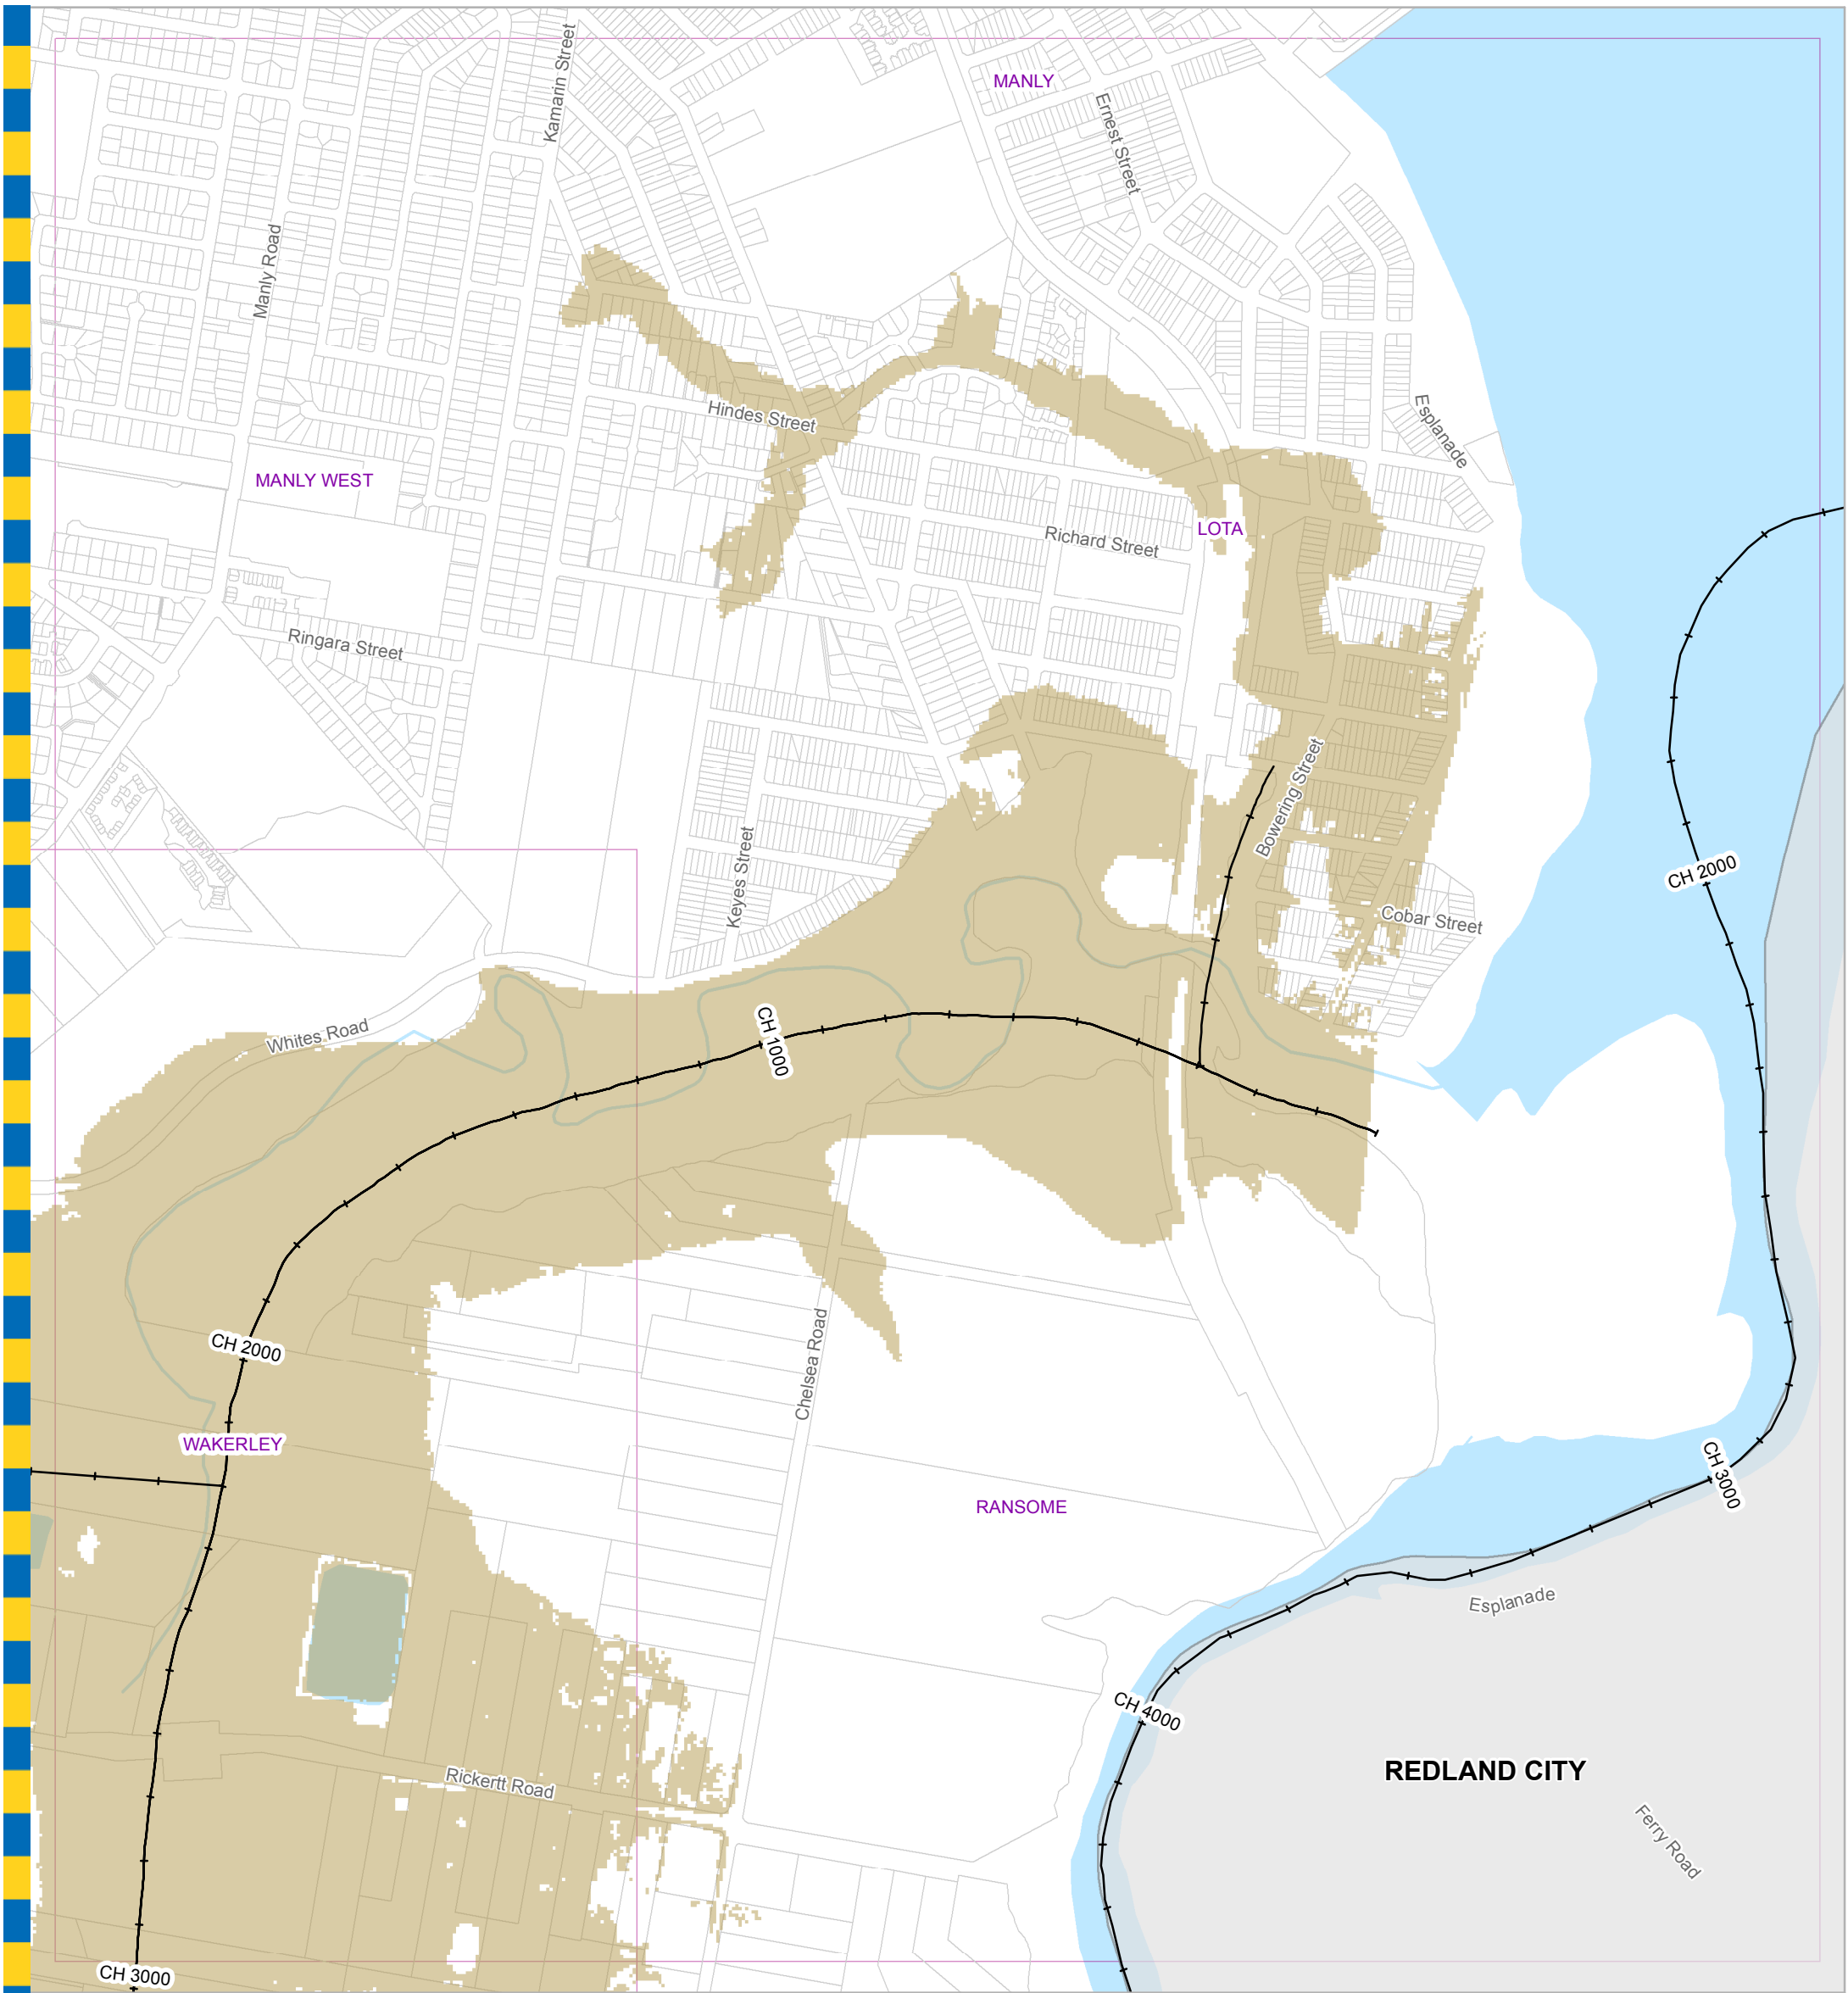 Kamarin Street
MANLY
Ernest Street
Manly Road
Hindes Street
Esplanade
MANLY WEST
LOTA
Richard Street
Ringara Street
Bowering Street
Keyes Street
CH 2000
Cobar Street
Whites Road
CH 1000
CH 2000
Chelsea Road
WAKERLEY
CH 3000
RANSOME
Esplanade
CH 4000
REDLAND CITY
Rickertt Road
Ferry Road
CH 3000